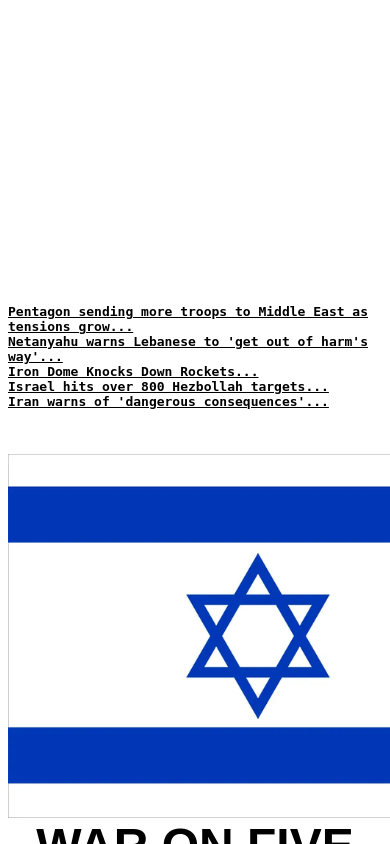 Pentagon sending more troops to Middle East as
tensions grow...
Netanyahu warns Lebanese to 'get out of harm's
way'...
Iron Dome Knocks Down Rockets...
Israel hits over 800 Hezbollah targets...
Iran warns of 'dangerous consequences'...
WAR ON FIVE